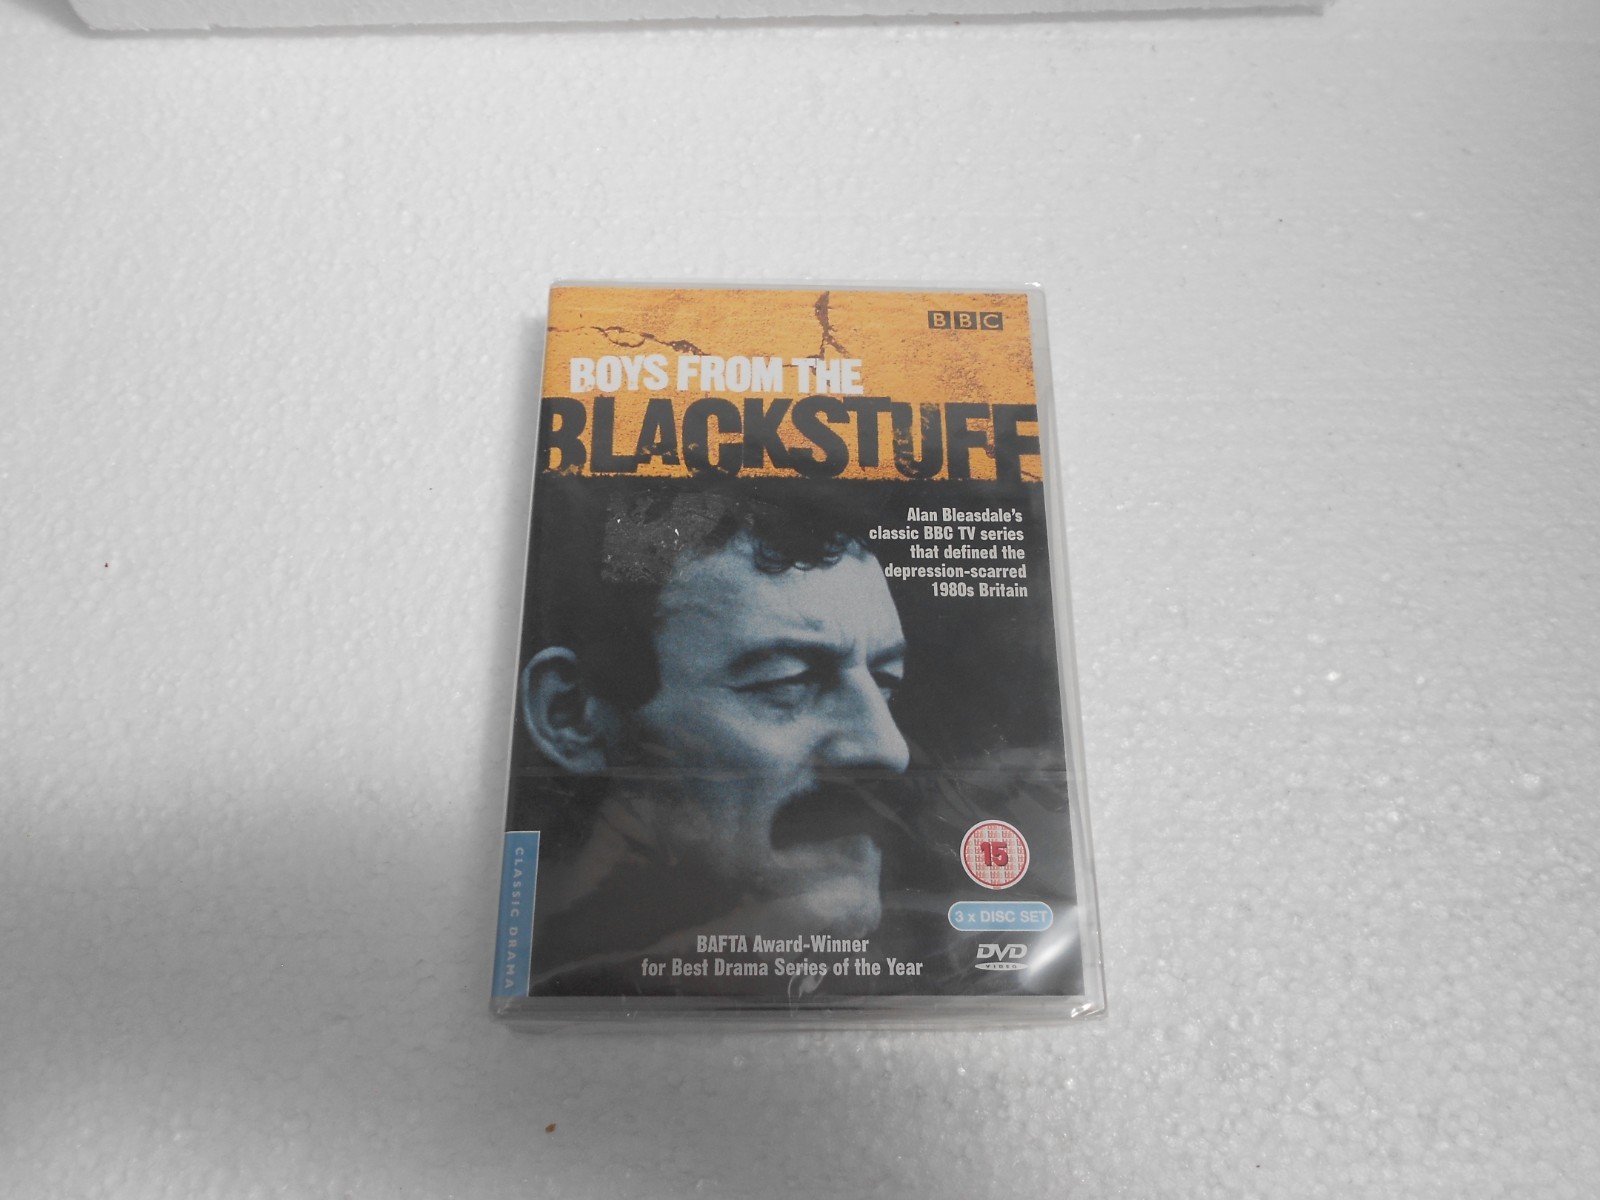 BBC
BOYS FROM THE
BLACKSTUFF
Alan Bleasdale's
classic BBC TV series
that defined the
depression-scarred
1980s Britain
15
3 x DISC SET
DVD
VIDEO
BAFTA Award-Winner
for Best Drama Series of the Year
CLASSIC DRAMA